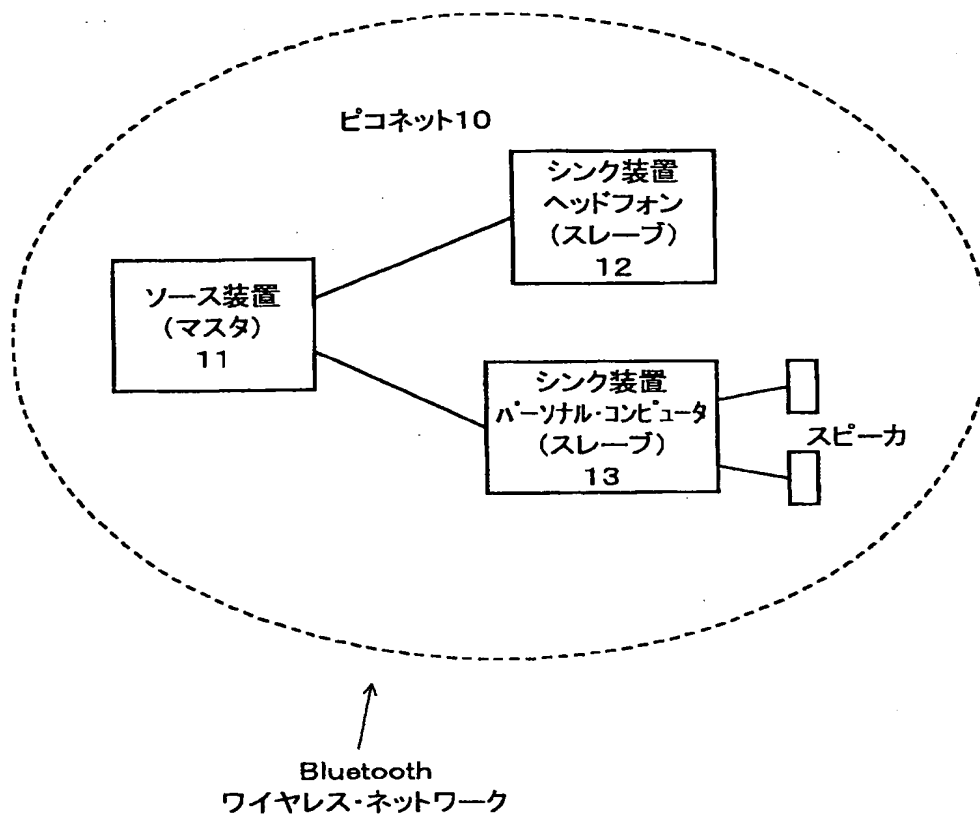 ピコネット10
シンク装置
ヘッドフォン
(スレーブ)
12
ソース装置
(マスタ)
11
シンク装置
パーソナル・コンピュータ
(スレーブ)
13
スピーカ
Bluetooth
ワイヤレス・ネットワーク